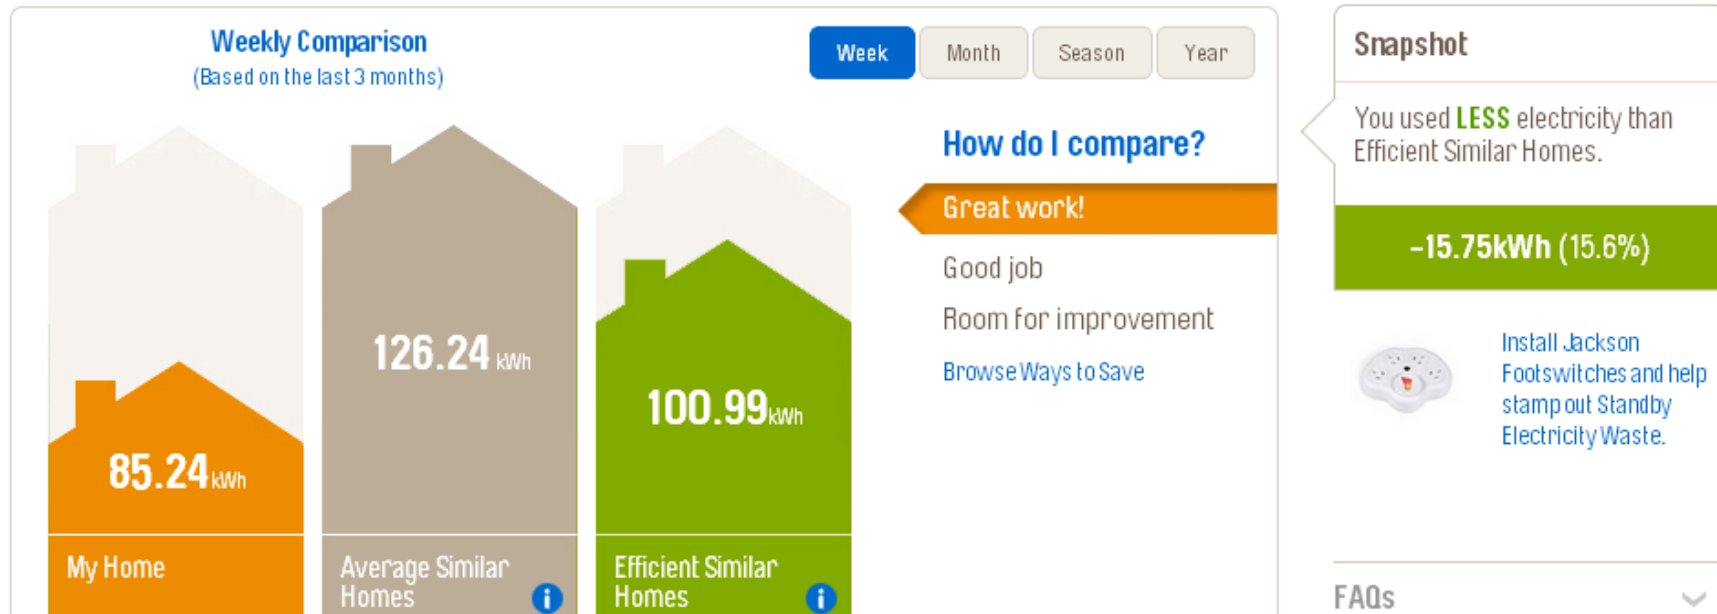 Weekly Comparison
(Based on the last 3 months)
Week
Month
Season
Year
How do I compare?
Great work!
Good job
Room for improvement
Browse Ways to Save
85.24 kWh
126.24 kWh
100.99 kWh
My Home
Average Similar
Homes
i
Efficient Similar
Homes
i
Snapshot
You used LESS electricity than
Efficient Similar Homes.
-15.75kWh (15.6%)
Install Jackson
Footswitches and help
stamp out Standby
Electricity Waste.
FAQs